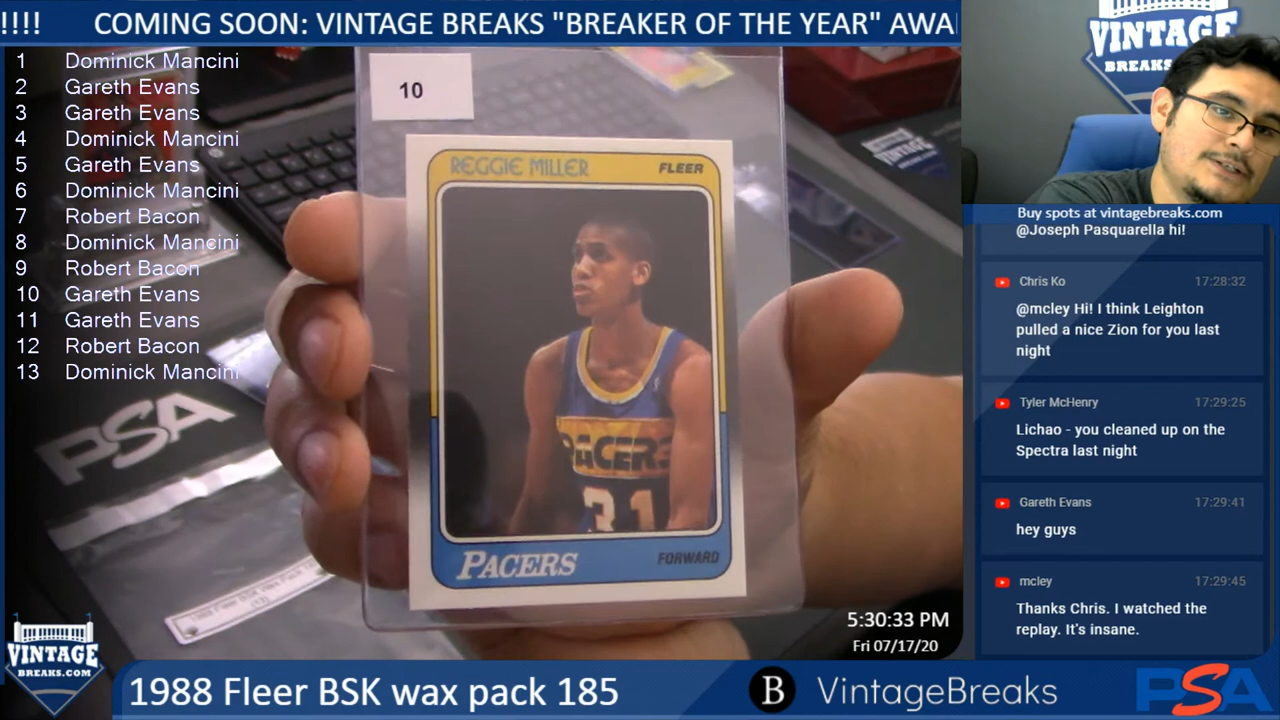 !!!! COMING SOON: VINTAGE BREAKS "BREAKER OF THE YEAR" AWA
1 Dominick Mancini
2 Gareth Evans
3 Gareth Evans
4 Dominick Mancini
5 Gareth Evans
6 Dominick Mancini
7 Robert Bacon
8 Dominick Mancini
9 Robert Bacon
10 Gareth Evans
11 Gareth Evans
12 Robert Bacon
13 Dominick Mancini
10
REGGIE MILLER FLEER
PACERS
31
PACERS FORWARD
PSA
VINTAGE
BREAKS
Buy spots at vintagebreaks.com
@Joseph Pasquarella hi!
Chris Ko 17:28:32
@mcley Hi! I think Leighton
pulled a nice Zion for you last
night
Tyler McHenry 17:29:25
Lichao - you cleaned up on the
Spectra last night
Gareth Evans 17:29:41
hey guys
mcley 17:29:45
Thanks Chris. I watched the
replay. It's insane.
5:30:33 PM
Fri 07/17/20
VINTAGE
BREAKS.COM
1988 Fleer BSK wax pack 185
B VintageBreaks
PSA